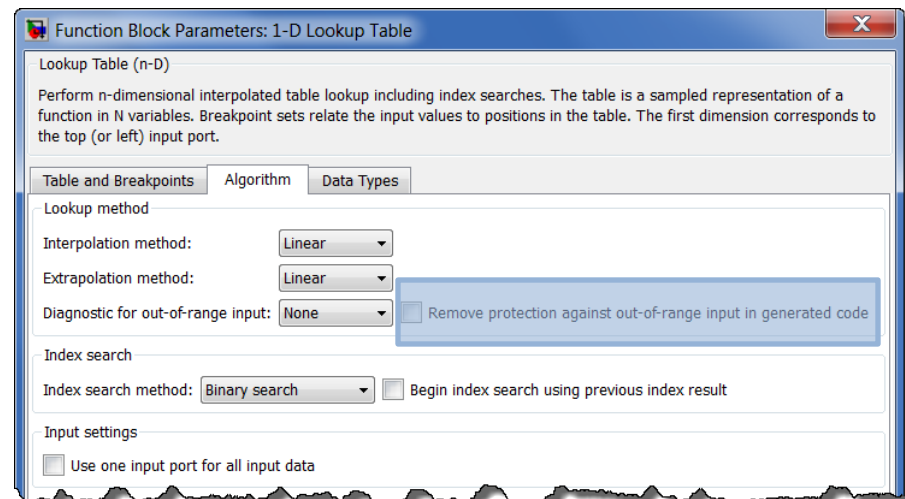 Function Block Parameters: 1-D Lookup Table
X
Lookup Table (n-D)
Perform n-dimensional interpolated table lookup including index searches. The table is a sampled representation of a
function in N variables. Breakpoint sets relate the input values to positions in the table. The first dimension corresponds to
the top (or left) input port.
Table and Breakpoints Algorithm Data Types
Lookup method
Interpolation method: Linear
Extrapolation method: Linear
Diagnostic for out-of-range input: None Remove protection against out-of-range input in generated code
Index search
Index search method: Binary search Begin index search using previous index result
Input settings
Use one input port for all input data